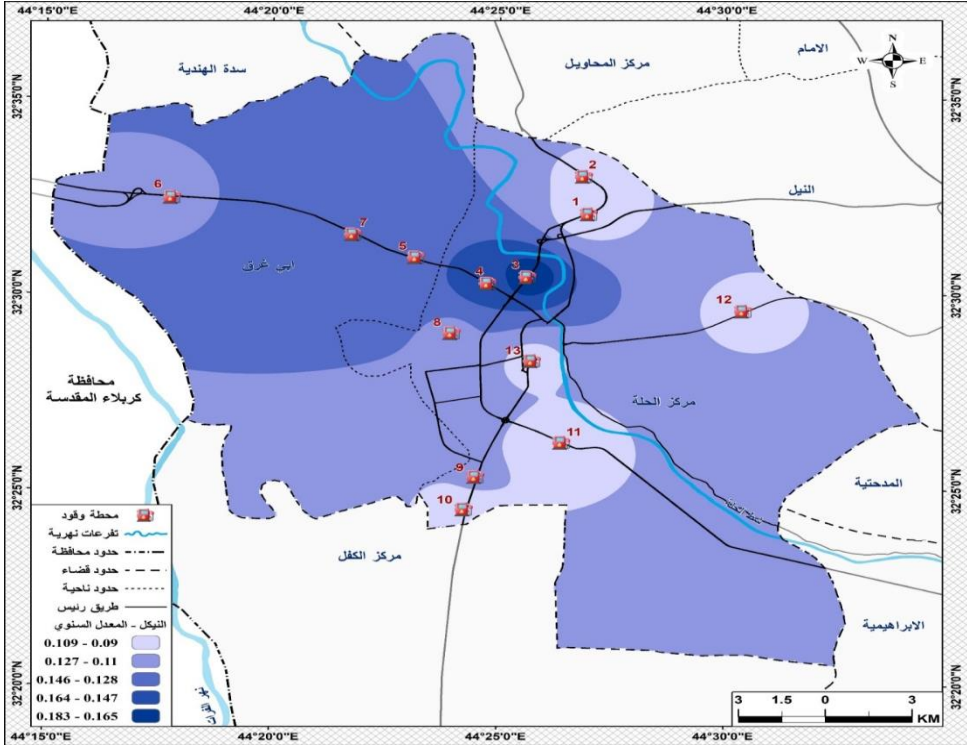 44°15'0"E 44°20'0"E 44°25'0"E 44°30'0"E
32°35'0"N
32°30'0"N
32°25'0"N
32°20'0"N
32°35'0"N
32°30'0"N
32°25'0"N
32°20'0"N
N
W E
S
الامام
مركز المحاويل
سدة الهندية
النيل
2
1
6
7
5
4
3
ابي غرق
12
8
13
محافظة
كربلاء المقدسة
مركز الحلة
11
9
10
المدحتية
شط الحلة
مركز الكفل
الابراهيمية
نهر الفرات
محطة وقود
تفرعات نهرية
حدود محافظة
حدود قضاء
حدود ناحية
طريق رئيس
النيكل - المعدل السنوي
0.109 - 0.09
0.127 - 0.11
0.146 - 0.128
0.164 - 0.147
0.183 - 0.165
3 1.5 0 3
KM
44°15'0"E 44°20'0"E 44°25'0"E 44°30'0"E